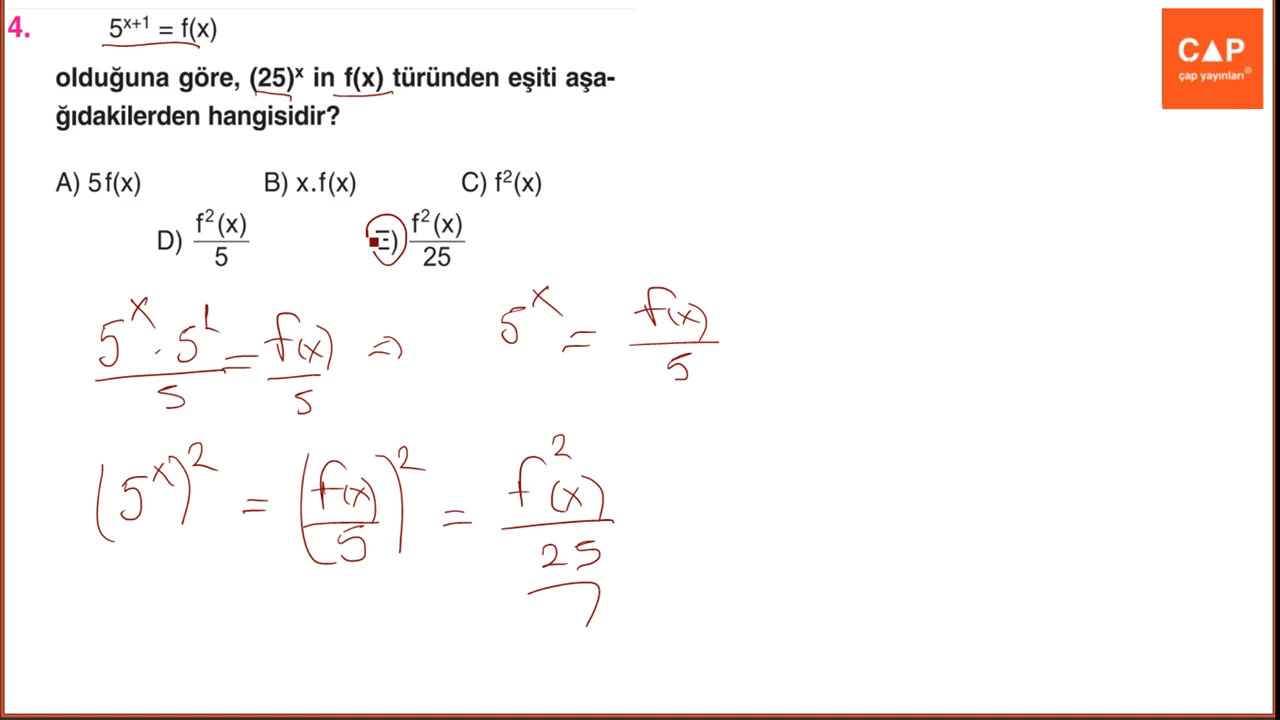 4. 5^{x+1} = f(x)
olduğuna göre, (25)^x in f(x) türünden eşiti aşa-
ğıdakilerden hangisidir?
A) 5f(x) B) x.f(x) C) f²(x)
D) f²(x)/5 E) f²(x)/25
ÇAP
çap yayınları®
5^x · 5^1 / 5 = f(x)/5 ⇒ 5^x = f(x)/5
(5^x)² = (f(x)/5)² = f²(x)/25